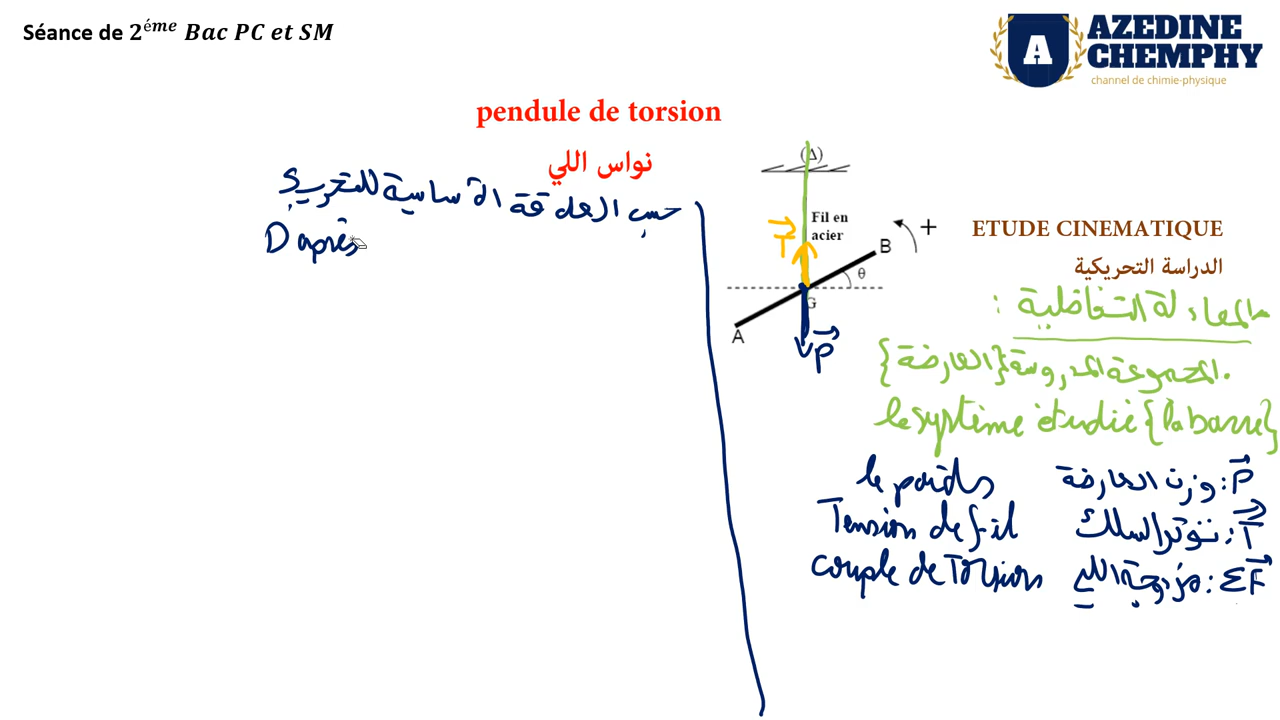 Séance de 2éme Bac PC et SM
AZEDINE
CHEMPHY
A
channel de chimie-physique
pendule de torsion
نواس اللي
حسب العلاقة الأساسية للتحريك
D'après
(Δ)
Fil en
acier
T
B
θ
G
A
P
+
ETUDE CINEMATIQUE
الدراسة التحريكية
المعادلة التفاضلية :
المجموعة المدروسة {العارضة}
le système étudié {la barre}
P : وزن العارضة le poids
T : توتر السلك Tension de fil
ΣF : مزدوجة اللي couple de Torsion